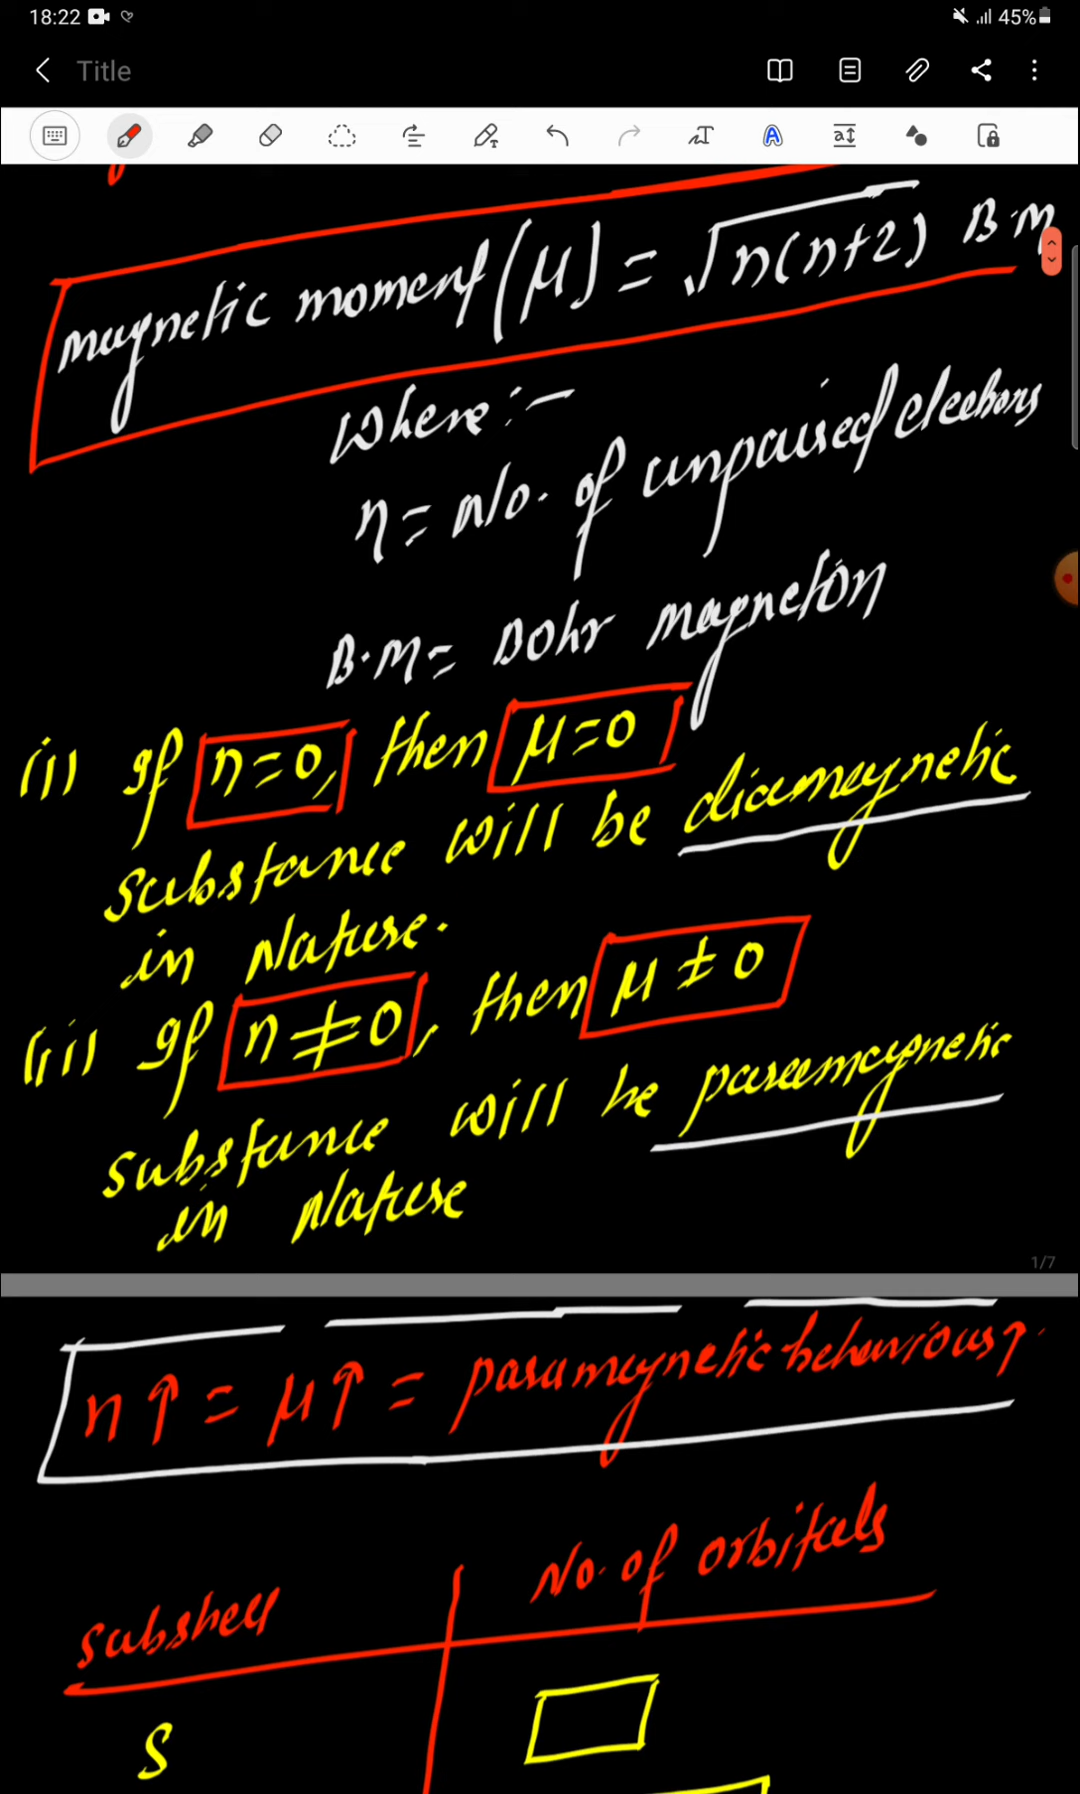 18:22
45%
Title
magnetic moment (μ) = √n(n+2) B.M
Where:-
n = No. of unpaired electrons
B.M = Bohr magneton
(i) If n=0, then μ=0
substance will be diamagnetic
in Nature.
(ii) If n≠0, then μ≠0
substance will be paramagnetic
in Nature
1/7
n↑ = μ↑ = paramagnetic behaviour↑.
subshell No. of orbitals
S